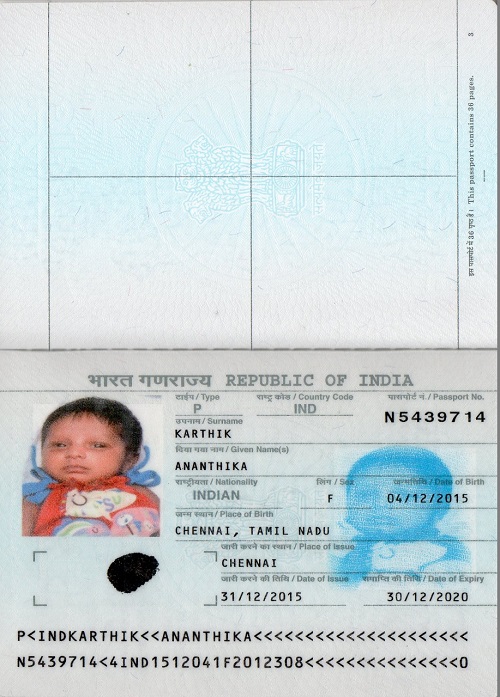 3
इस पासपोर्ट में 36 पृष्ठ हैं। This passport contains 36 pages.
भारत गणराज्य REPUBLIC OF INDIA
टाईप / Type राष्ट्र कोड / Country Code पासपोर्ट नं. / Passport No.
P IND N5439714
उपनाम / Surname
KARTHIK
दिया गया नाम / Given Name(s)
ANANTHIKA
राष्ट्रीयता / Nationality लिंग / Sex जन्मतिथि / Date of Birth
INDIAN F 04/12/2015
जन्म स्थान / Place of Birth
CHENNAI, TAMIL NADU
जारी करने का स्थान / Place of Issue
CHENNAI
जारी करने की तिथि / Date of Issue समाप्ति की तिथि / Date of Expiry
31/12/2015 30/12/2020
P<INDKARTHIK<<ANANTHIKA<<<<<<<<<<<<<<<<<<<<<
N5439714<4IND1512041F2012308<<<<<<<<<<<<<<<0